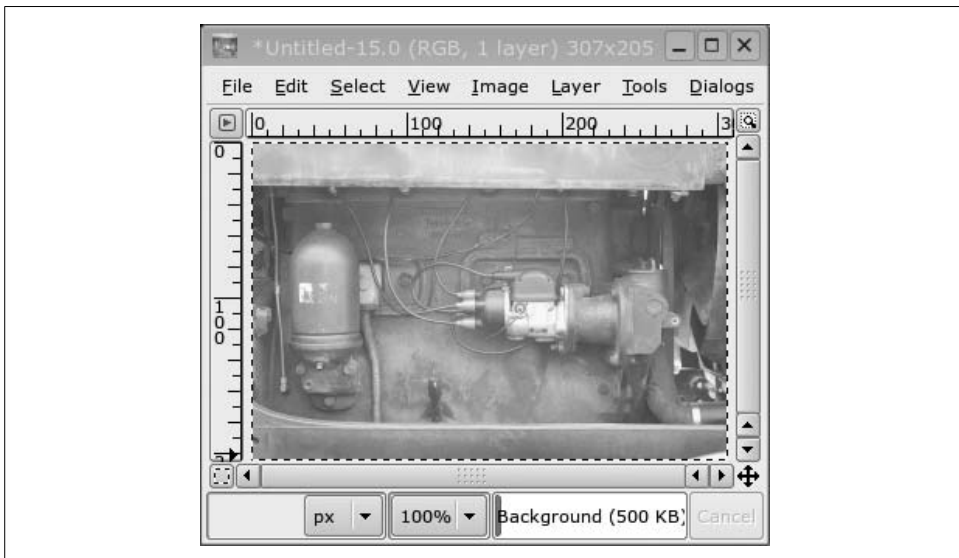 *Untitled-15.0 (RGB, 1 layer) 307x205
File Edit Select View Image Layer Tools Dialogs
0 100 200 3
0
100
px 100% Background (500 KB) Cancel